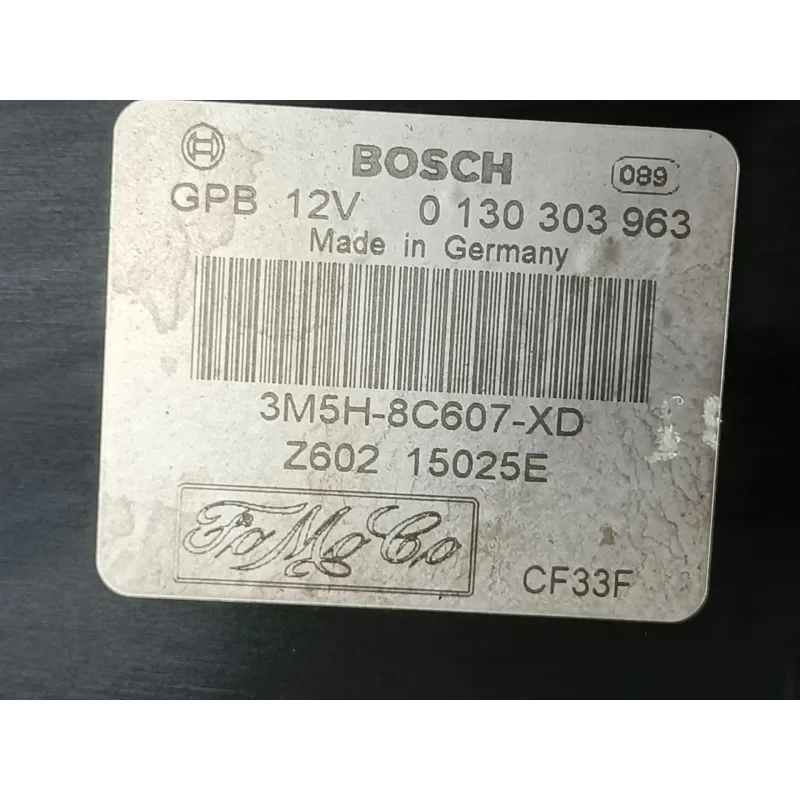 BOSCH 089
GPB 12V 0 130 303 963
Made in Germany
3M5H-8C607-XD
Z602 15025E
FoMoCo
CF33F